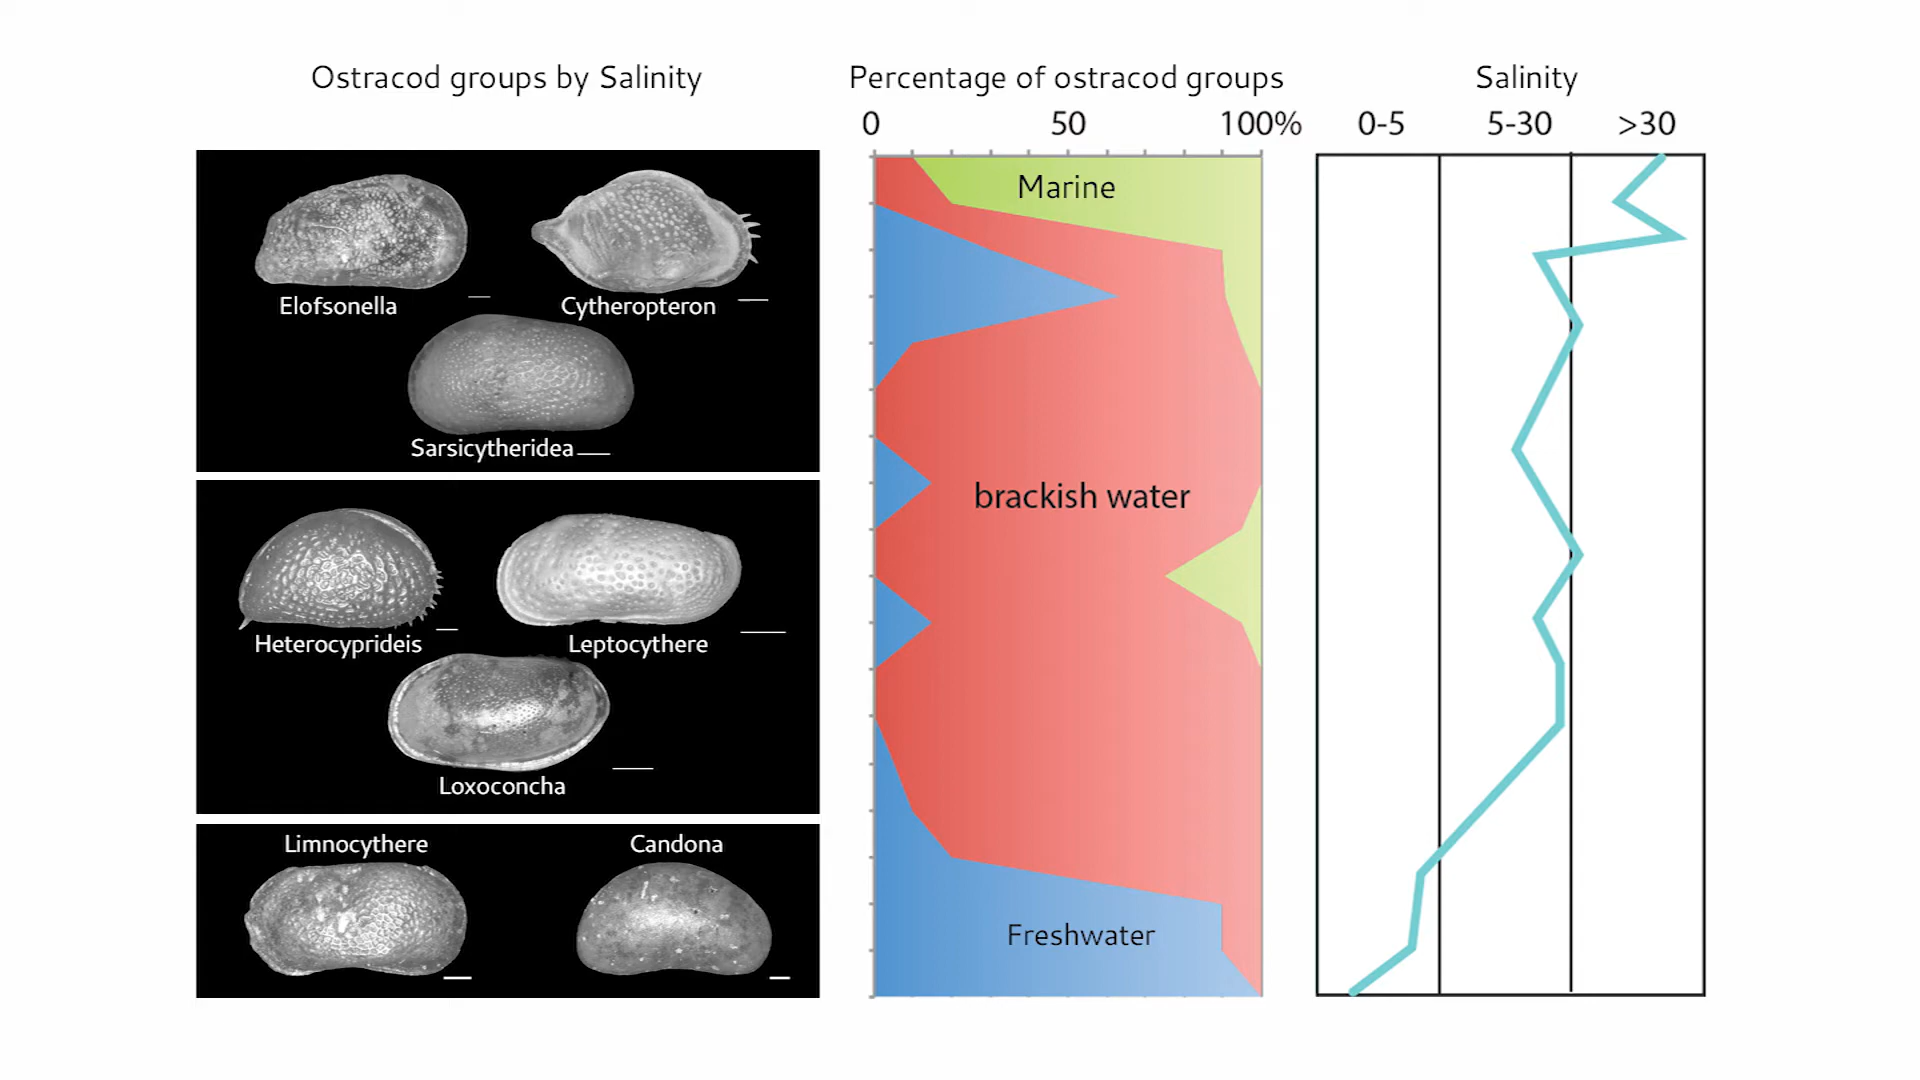 Ostracod groups by Salinity
Percentage of ostracod groups
Salinity
0 50 100%
0-5 5-30 >30
Elofsonella
Cytheropteron
Sarsicytheridea
Heterocyprideis
Leptocythere
Loxoconcha
Limnocythere
Candona
Marine
brackish water
Freshwater